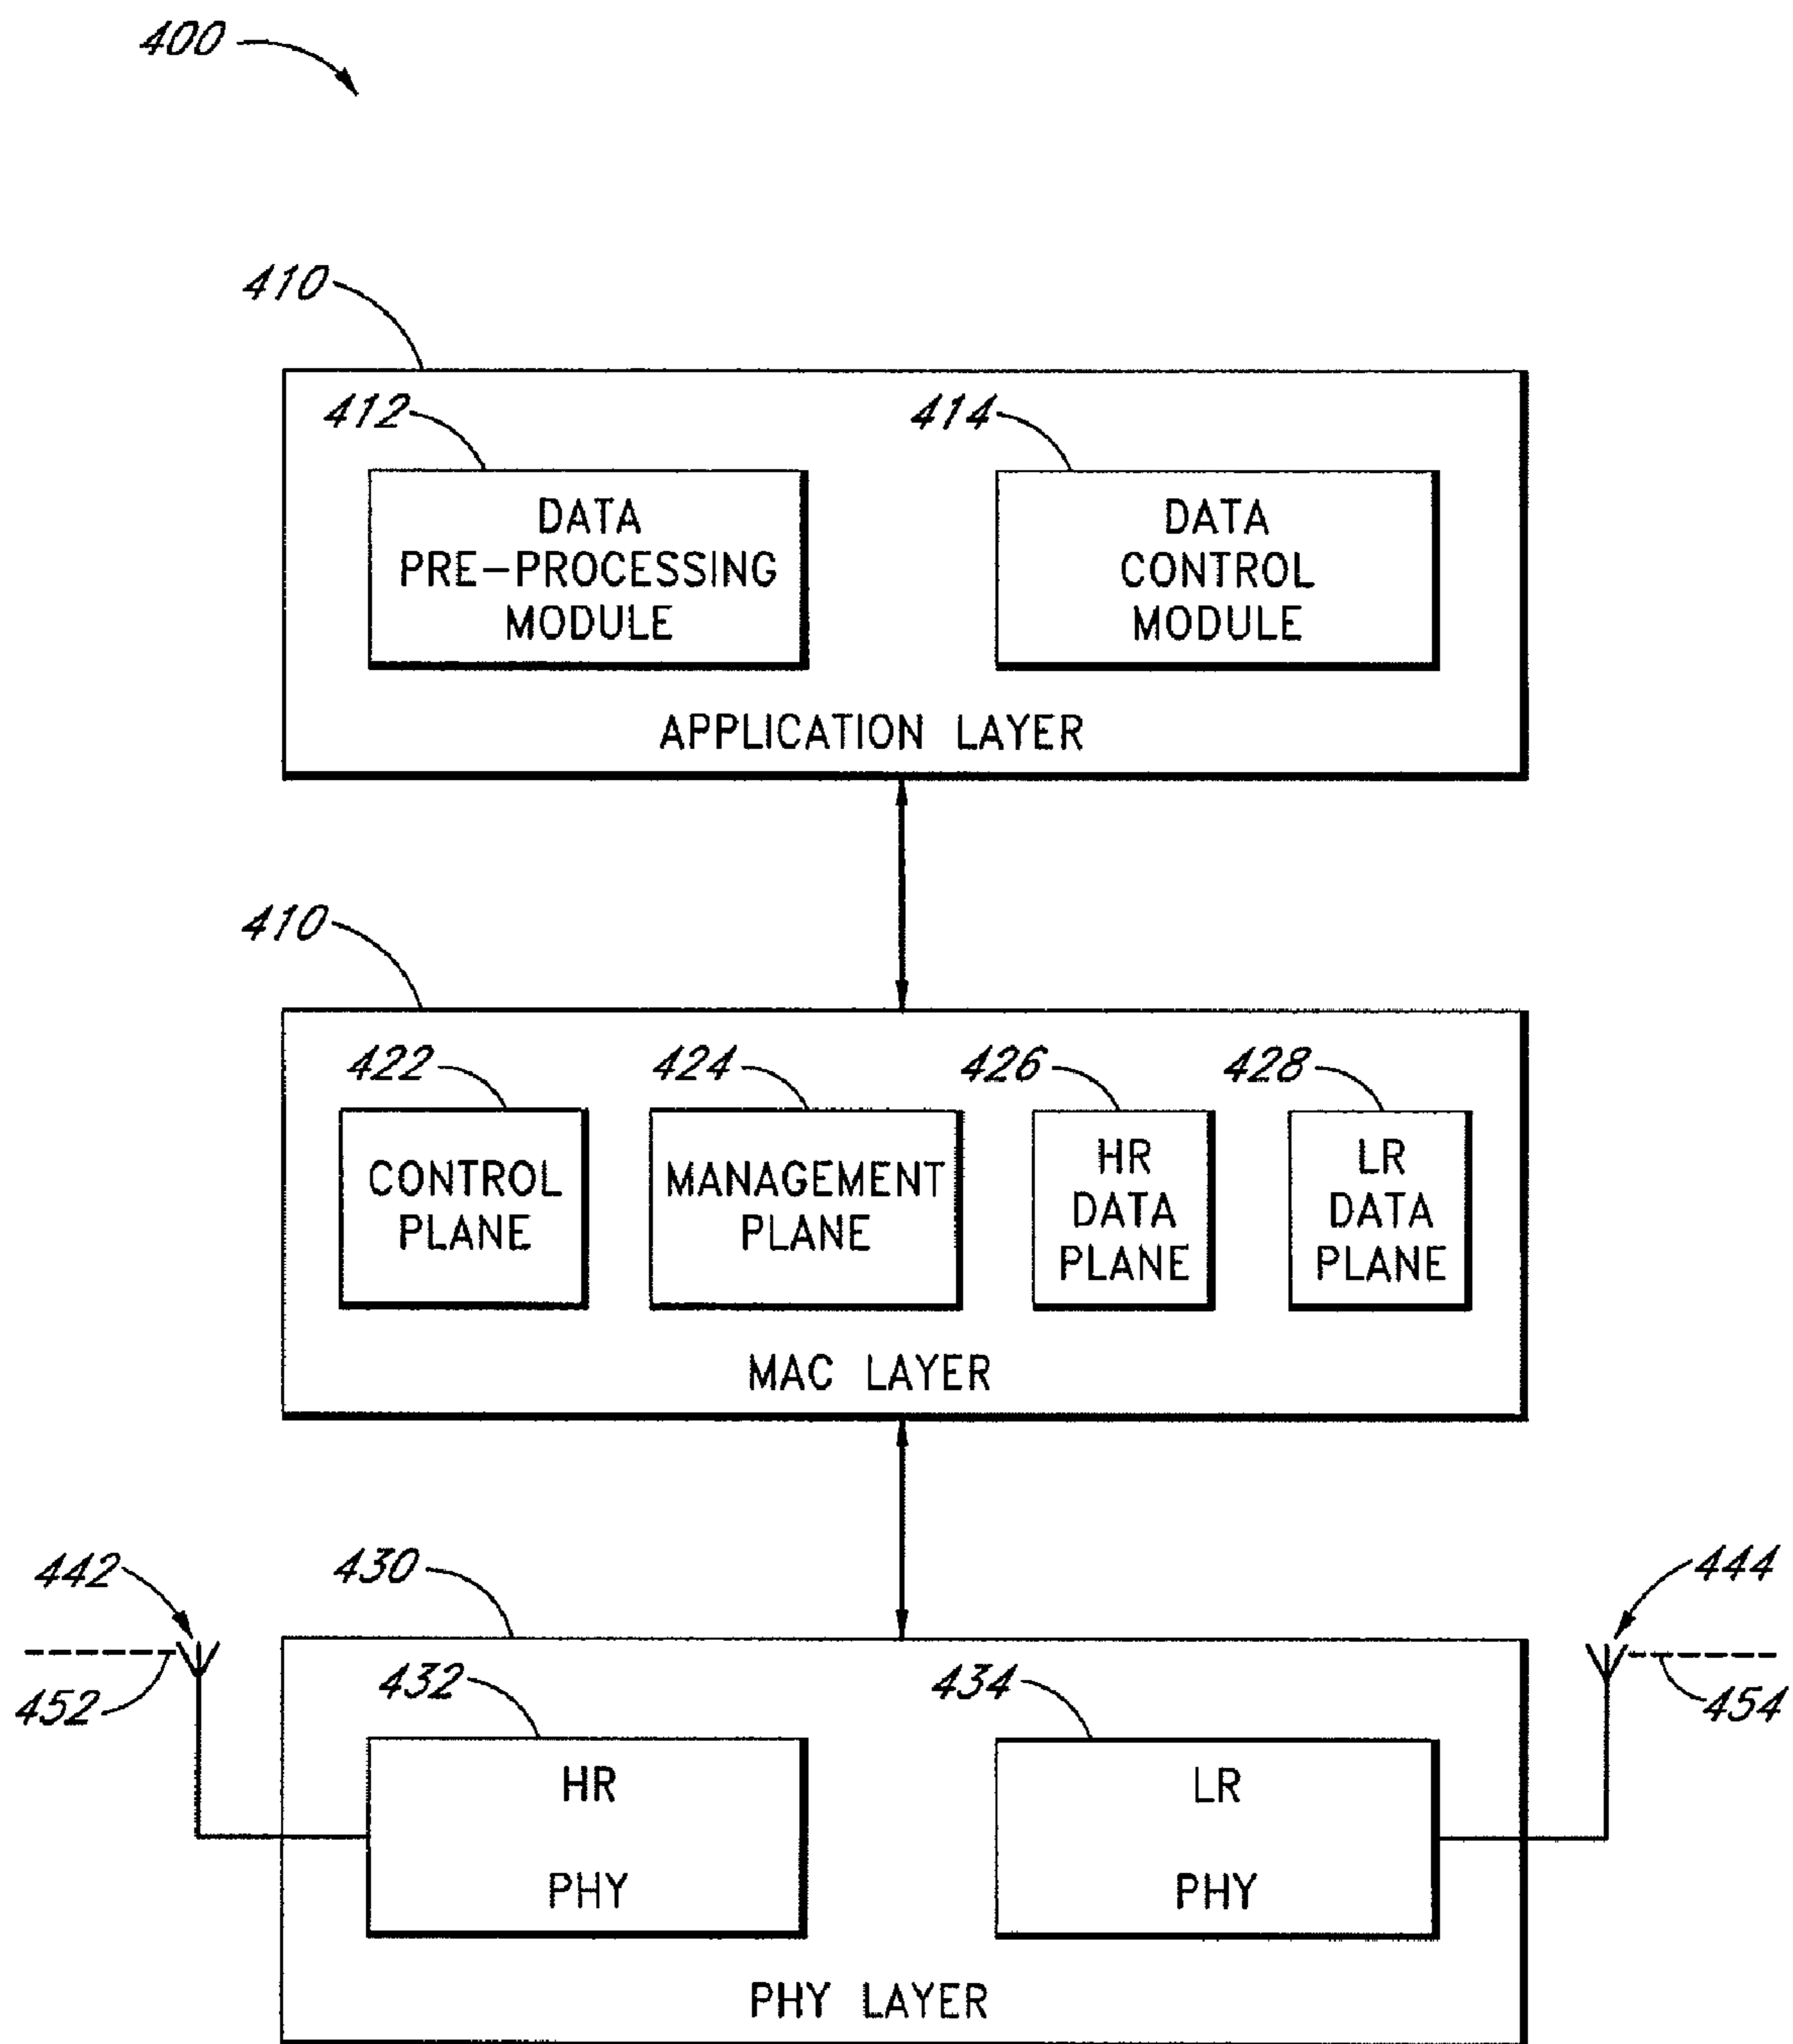 400
410
412
414
DATA
PRE-PROCESSING
MODULE
DATA
CONTROL
MODULE
APPLICATION LAYER
410
422
424
426
428
CONTROL
PLANE
MANAGEMENT
PLANE
HR
DATA
PLANE
LR
DATA
PLANE
MAC LAYER
442
430
444
452
432
434
454
HR
PHY
LR
PHY
PHY LAYER